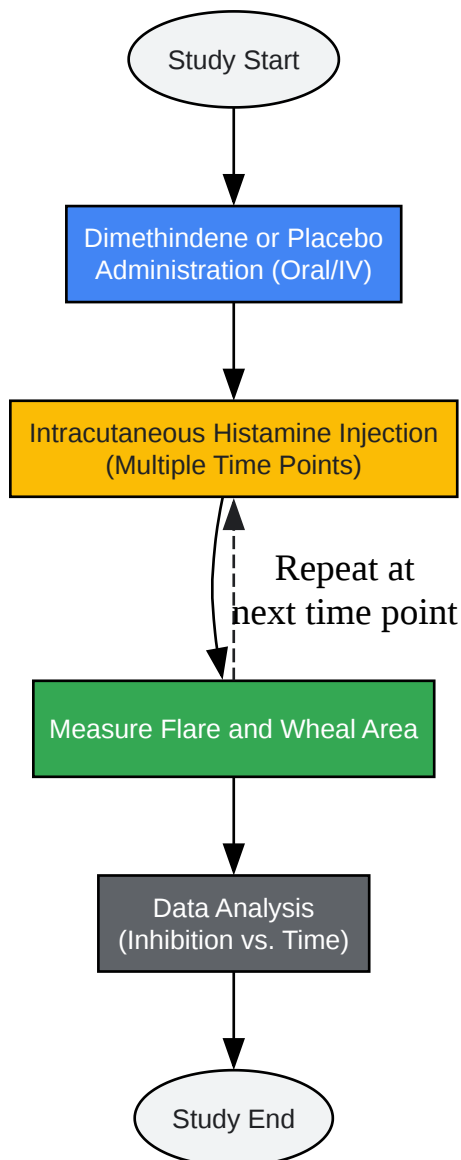 Study Start
Dimethindene or Placebo
Administration (Oral/IV)
Intracutaneous Histamine Injection
(Multiple Time Points)
Repeat at
next time point
Measure Flare and Wheal Area
Data Analysis
(Inhibition vs. Time)
Study End